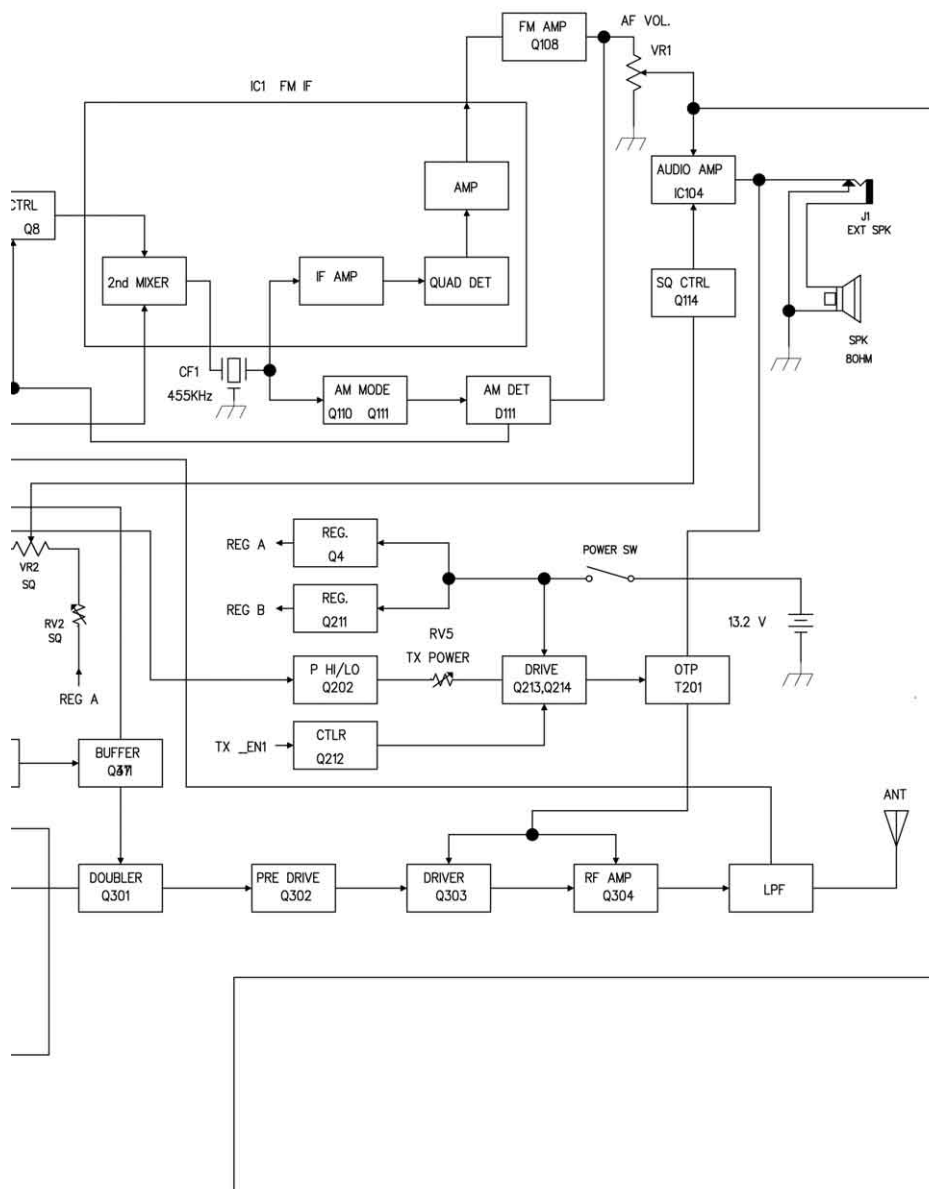 FM AMP
Q108
AF VOL.
VR1
IC1 FM IF
AUDIO AMP
IC104
AMP
CTRL
Q8
J1
EXT SPK
2nd MIXER
IF AMP
QUAD DET
SQ CTRL
Q114
SPK
8OHM
CF1
455KHz
AM MODE
Q110 Q111
AM DET
D111
REG A
REG.
Q4
POWER SW
VR2
SQ
REG B
REG.
Q211
RV2
SQ
RV5
TX POWER
13.2 V
P HI/LO
Q202
DRIVE
Q213,Q214
OTP
T201
REG A
TX _EN1
CTLR
Q212
BUFFER
ANT
DOUBLER
Q301
PRE DRIVE
Q302
DRIVER
Q303
RF AMP
Q304
LPF